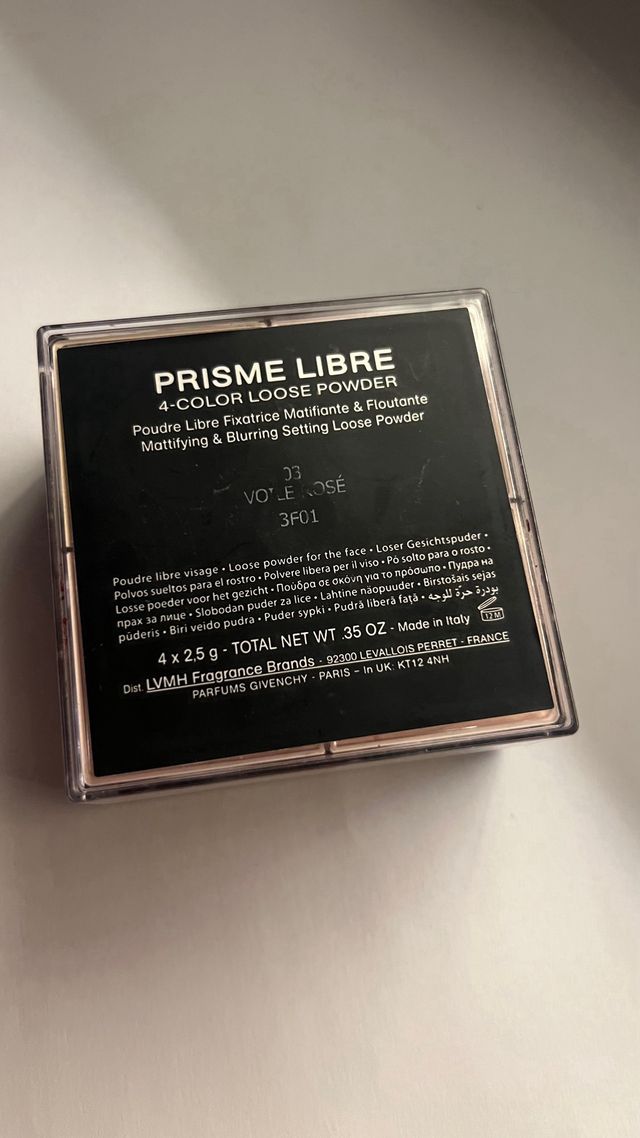 PRISME LIBRE
4-COLOR LOOSE POWDER
Poudre Libre Fixatrice Matifiante & Floutante
Mattifying & Blurring Setting Loose Powder
03
VOILE ROSÉ
3F01
Poudre libre visage • Loose powder for the face • Loser Gesichtspuder •
Polvos sueltos para el rostro • Polvere libera per il viso • Pó solto para o rosto •
Losse poeder voor het gezicht • Πούδρα σε σκόνη για το πρόσωπο • Пудра на
прах за лице • Slobodan puder za lice • Lahtine näopuuder • Birstošais sejas
pūderis • Biri veido pudra • Puder sypki • Pudră liberă față • بودرة حرّة للوجه
12M
4 x 2,5 g - TOTAL NET WT .35 OZ - Made in Italy
Dist. LVMH Fragrance Brands - 92300 LEVALLOIS PERRET - FRANCE
PARFUMS GIVENCHY - PARIS – In UK: KT12 4NH